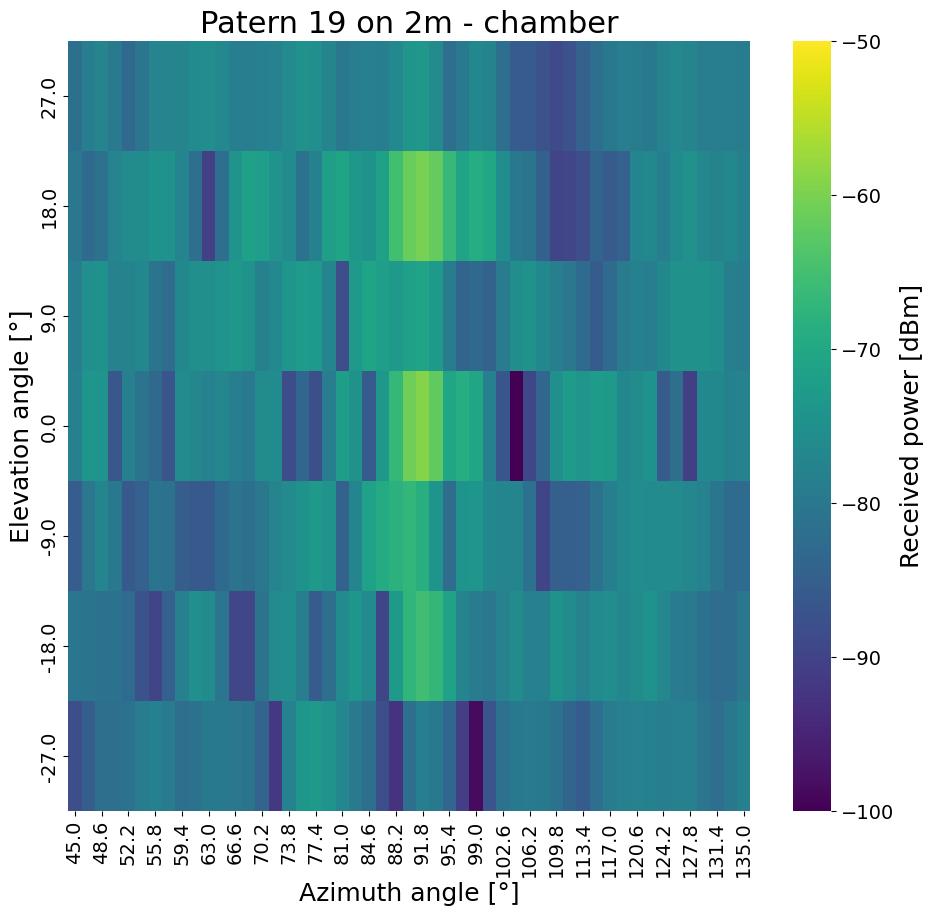 Patern 19 on 2m - chamber
Elevation angle [°]
27.0
18.0
9.0
0.0
-9.0
-18.0
-27.0
45.0 48.6 52.2 55.8 59.4 63.0 66.6 70.2 73.8 77.4 81.0 84.6 88.2 91.8 95.4 99.0 102.6 106.2 109.8 113.4 117.0 120.6 124.2 127.8 131.4 135.0
Azimuth angle [°]
−50
−60
−70
−80
−90
−100
Received power [dBm]